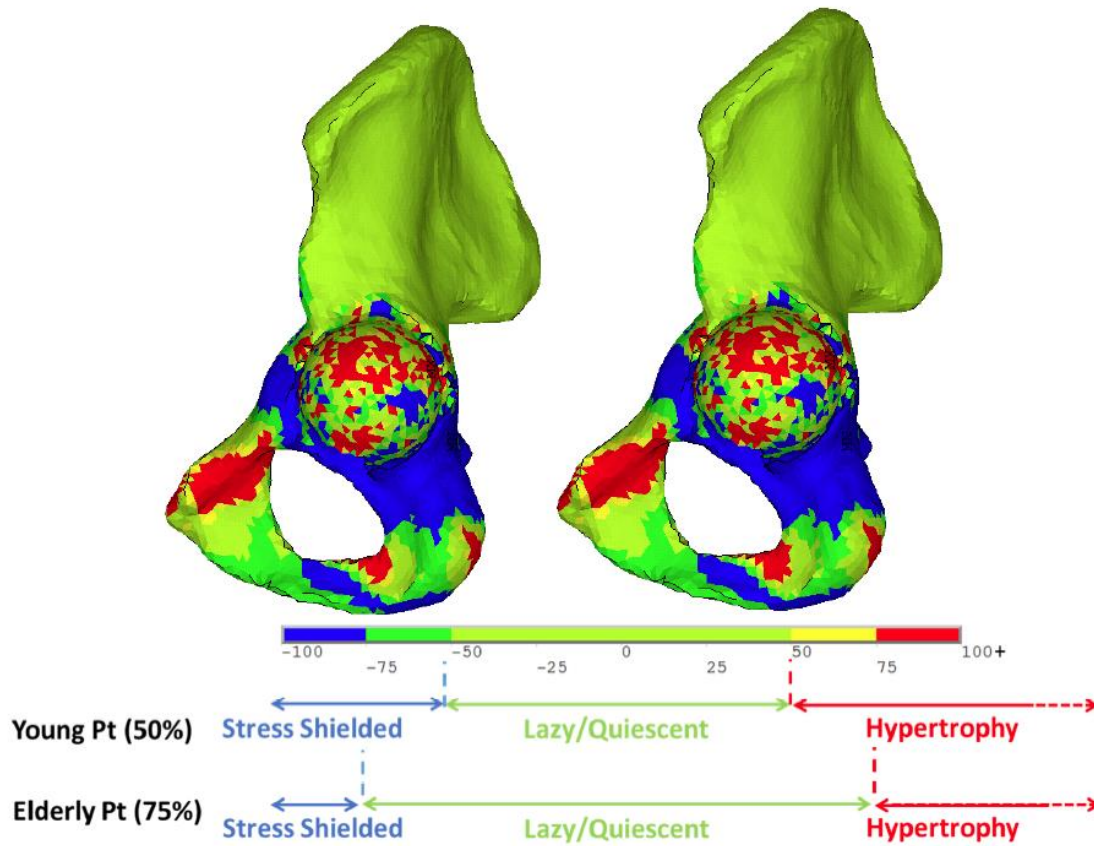 -100 -50 0 50 100+
-75 -25 25 75
Young Pt (50%) Stress Shielded Lazy/Quiescent Hypertrophy
Elderly Pt (75%) Stress Shielded Lazy/Quiescent Hypertrophy